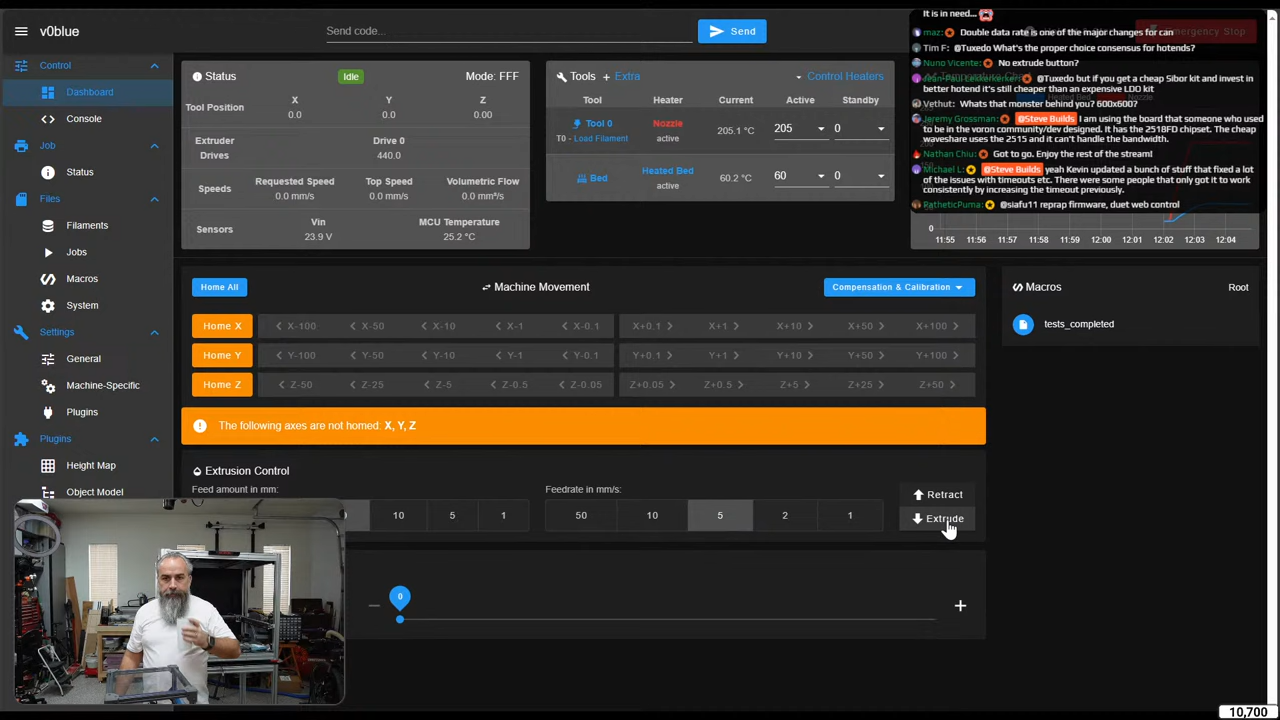 v0blue
Send code...
Send
Emergency Stop
It is in need...
maz: Double data rate is one of the major changes for can
Tim F: @Tuxedo What's the proper choice consensus for hotends?
Nuno Vicente: No extrude button?
Jean-Paul Lekkerkerker: @Tuxedo but if you get a cheap Sibor kit and invest in
better hotend it's still cheaper than an expensive LDO kit
Vethut: Whats that monster behind you? 600x600?
Jeremy Grossman: @Steve Builds I am using the board that someone who used
to be in the voron community/dev designed. It has the 2518FD chipset. The cheap
waveshare uses the 2515 and it can't handle the bandwidth.
Nathan Chiu: Got to go. Enjoy the rest of the stream!
Michael L: @Steve Builds yeah Kevin updated a bunch of stuff that fixed a lot
of the issues with timeouts etc. There were some people that only got it to work
consistently by increasing the timeout previously.
PatheticPuma: @siafu11 reprap firmware, duet web control
Control
Dashboard
Console
Job
Status
Files
Filaments
Jobs
Macros
System
Settings
General
Machine-Specific
Plugins
Plugins
Height Map
Object Model
Status Idle Mode: FFF
Tool Position X Y Z
0.0 0.0 0.00
Extruder Drives Drive 0
440.0
Speeds Requested Speed Top Speed Volumetric Flow
0.0 mm/s 0.0 mm/s 0.0 mm³/s
Sensors Vin MCU Temperature
23.9 V 25.2 °C
Tools + Extra Control Heaters
Tool Heater Current Active Standby
Tool 0 Nozzle 205.1 °C 205 0
T0 - Load Filament active
Bed Heated Bed 60.2 °C 60 0
active
0
11:55 11:56 11:57 11:58 11:59 12:00 12:01 12:02 12:03 12:04
Home All Machine Movement Compensation & Calibration
Home X X-100 X-50 X-10 X-1 X-0.1 X+0.1 X+1 X+10 X+50 X+100
Home Y Y-100 Y-50 Y-10 Y-1 Y-0.1 Y+0.1 Y+1 Y+10 Y+50 Y+100
Home Z Z-50 Z-25 Z-5 Z-0.5 Z-0.05 Z+0.05 Z+0.5 Z+5 Z+25 Z+50
The following axes are not homed: X, Y, Z
Macros Root
tests_completed
Extrusion Control
Feed amount in mm: Feedrate in mm/s:
10 5 1 50 10 5 2 1
Retract
Extrude
0
10,700